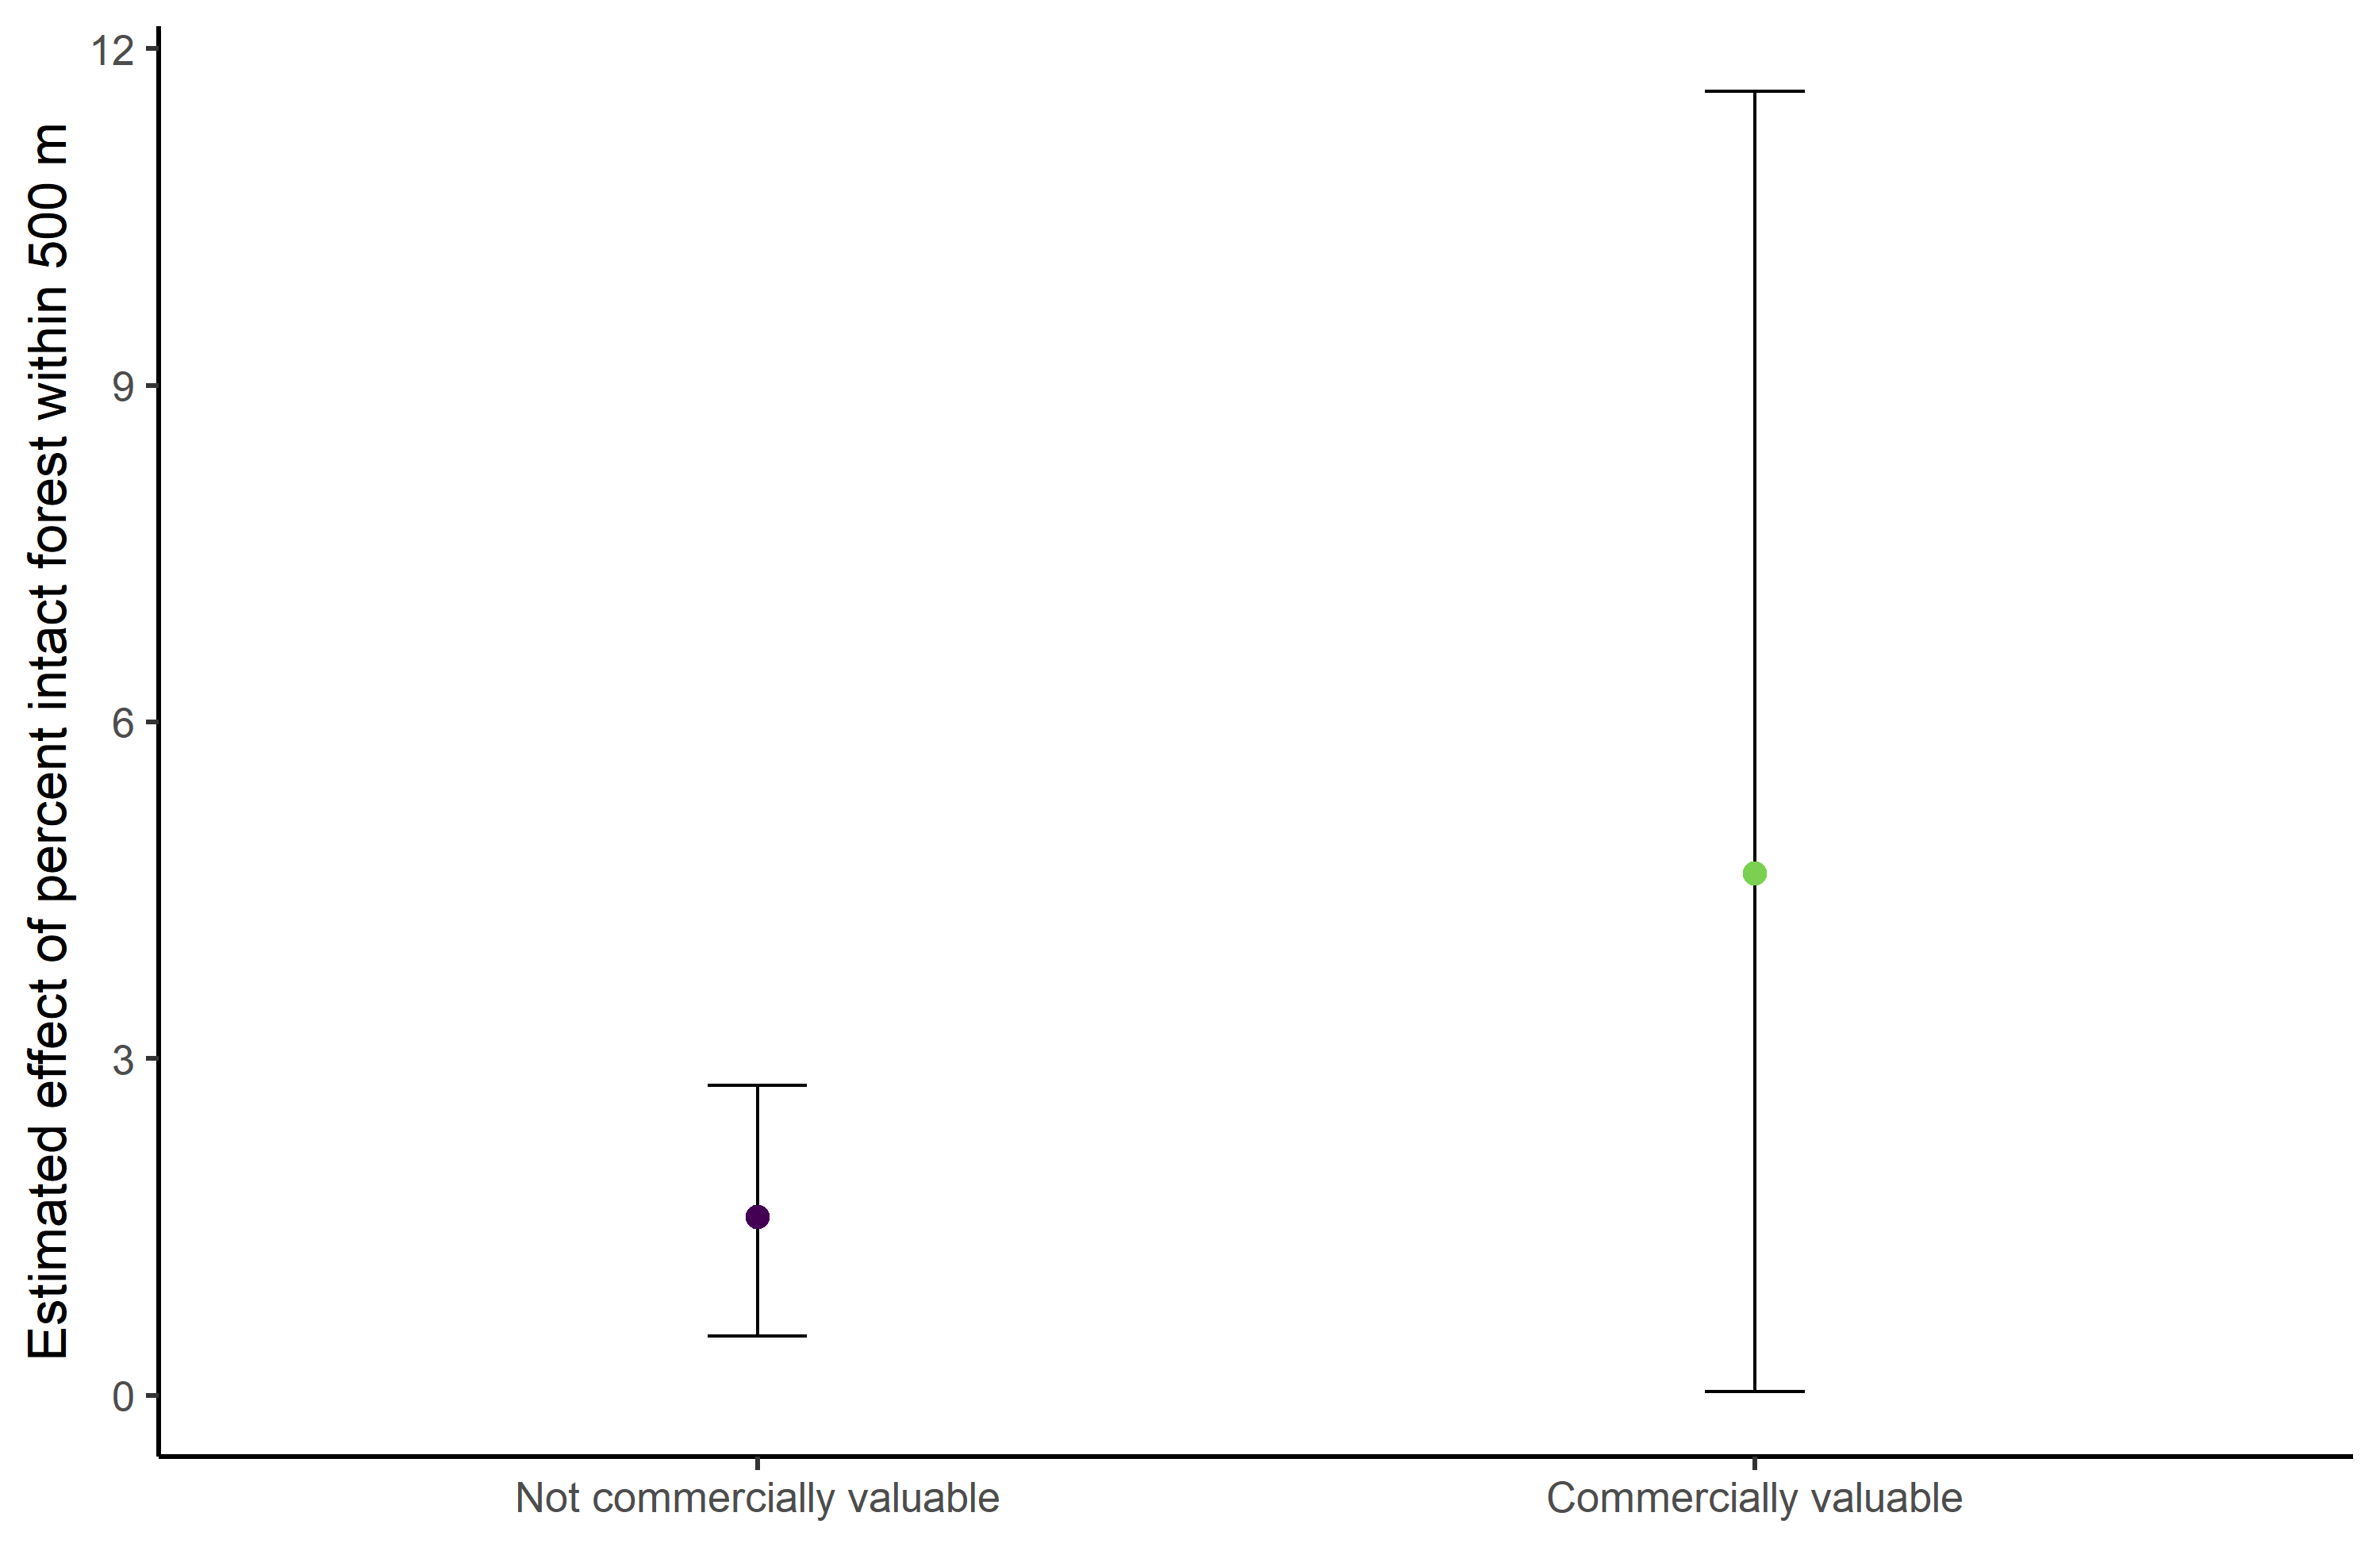 Estimated effect of percent intact forest within 500 m
12
9
6
3
0
Not commercially valuable
Commercially valuable